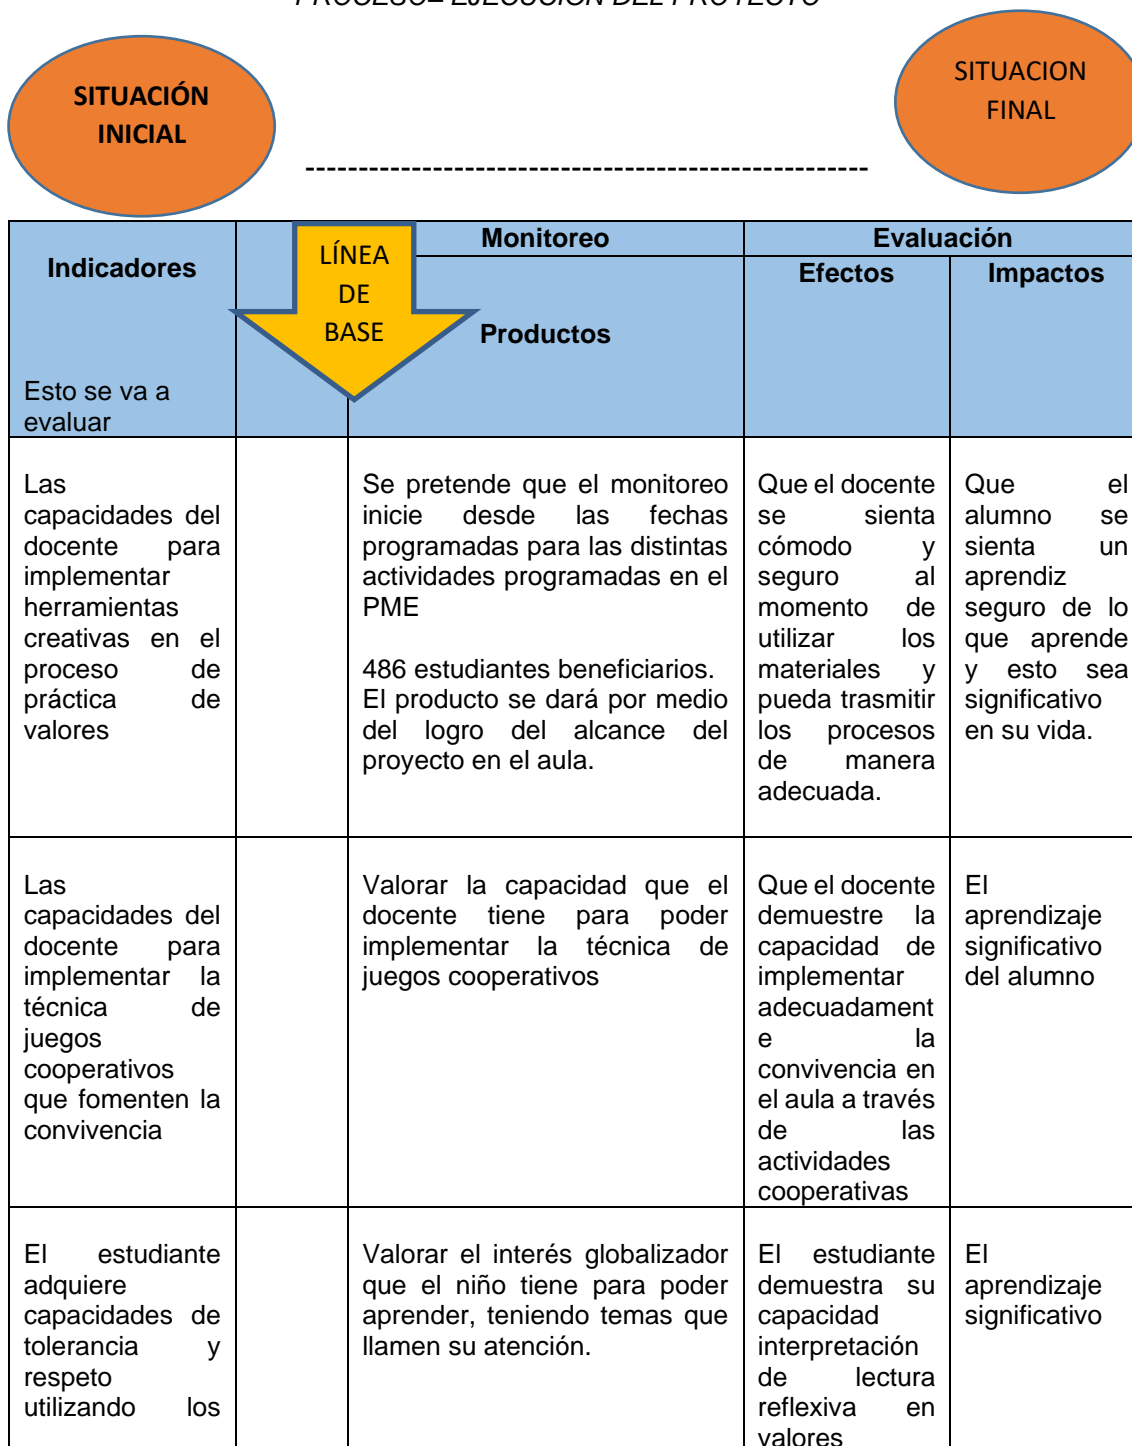 PROCESO– EJECUSIÓN DEL PROYECTO
SITUACIÓN
INICIAL
SITUACION
FINAL
-----------------------------------------------------
Indicadores
Esto se va a
evaluar
LÍNEA
DE
BASE
Monitoreo
Productos
Evaluación
Efectos
Impactos
Las
capacidades del
docente para
implementar
herramientas
creativas en el
proceso de
práctica de
valores
Se pretende que el monitoreo
inicie desde las fechas
programadas para las distintas
actividades programadas en el
PME
486 estudiantes beneficiarios.
El producto se dará por medio
del logro del alcance del
proyecto en el aula.
Que el docente
se sienta
cómodo y
seguro al
momento de
utilizar los
materiales y
pueda trasmitir
los procesos
de manera
adecuada.
Que el
alumno se
sienta un
aprendiz
seguro de lo
que aprende
y esto sea
significativo
en su vida.
Las
capacidades del
docente para
implementar la
técnica de
juegos
cooperativos
que fomenten la
convivencia
Valorar la capacidad que el
docente tiene para poder
implementar la técnica de
juegos cooperativos
Que el docente
demuestre la
capacidad de
implementar
adecuadament
e la
convivencia en
el aula a través
de las
actividades
cooperativas
El
aprendizaje
significativo
del alumno
El estudiante
adquiere
capacidades de
tolerancia y
respeto
utilizando los
Valorar el interés globalizador
que el niño tiene para poder
aprender, teniendo temas que
llamen su atención.
El estudiante
demuestra su
capacidad
interpretación
de lectura
reflexiva en
valores
El
aprendizaje
significativo